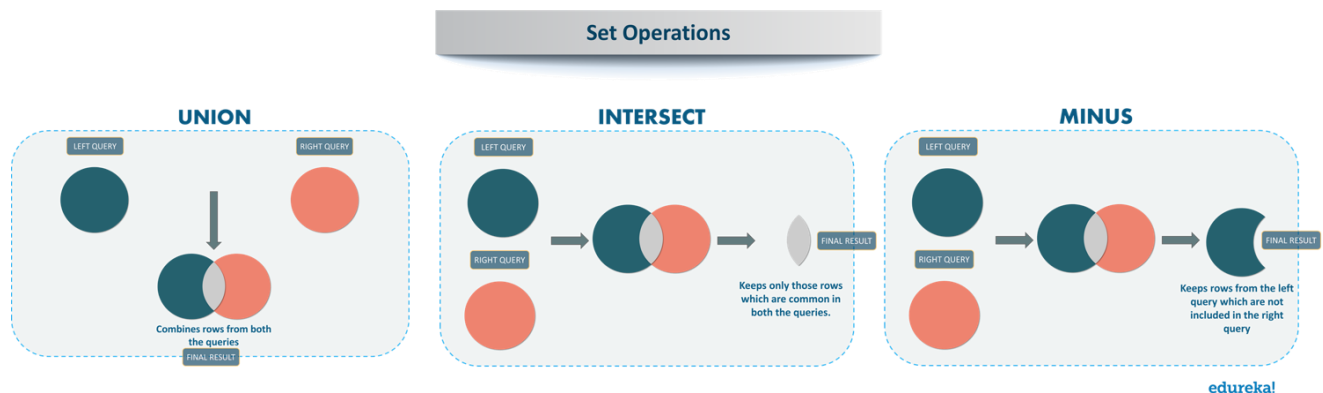 Set Operations
UNION
LEFT QUERY
RIGHT QUERY
Combines rows from both
the queries
FINAL RESULT
INTERSECT
LEFT QUERY
RIGHT QUERY
FINAL RESULT
Keeps only those rows
which are common in
both the queries.
MINUS
LEFT QUERY
RIGHT QUERY
FINAL RESULT
Keeps rows from the left
query which are not
included in the right
query
edureka!